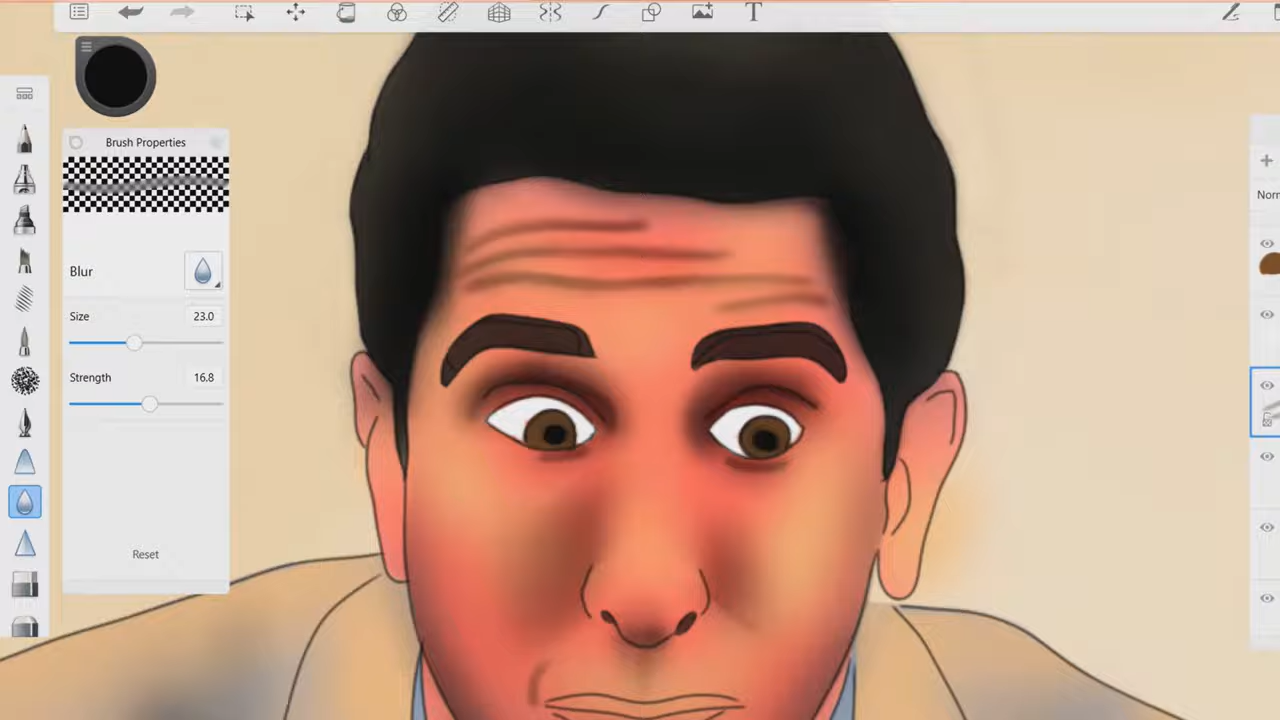 T
Brush Properties
Blur
Size 23.0
Strength 16.8
Reset
Norr